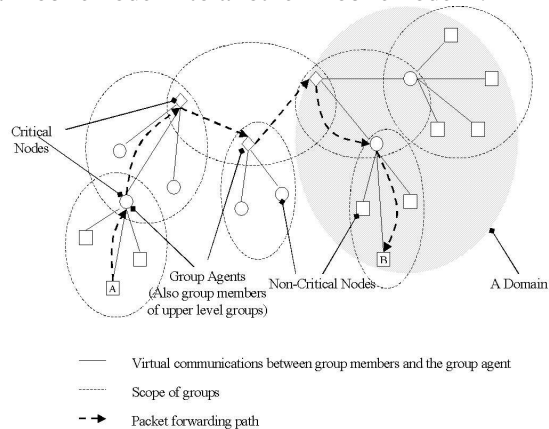 Critical
Nodes
A
B
Group Agents
(Also group members
of upper level groups)
Non-Critical Nodes
A Domain
Virtual communications between group members and the group agent
Scope of groups
Packet forwarding path